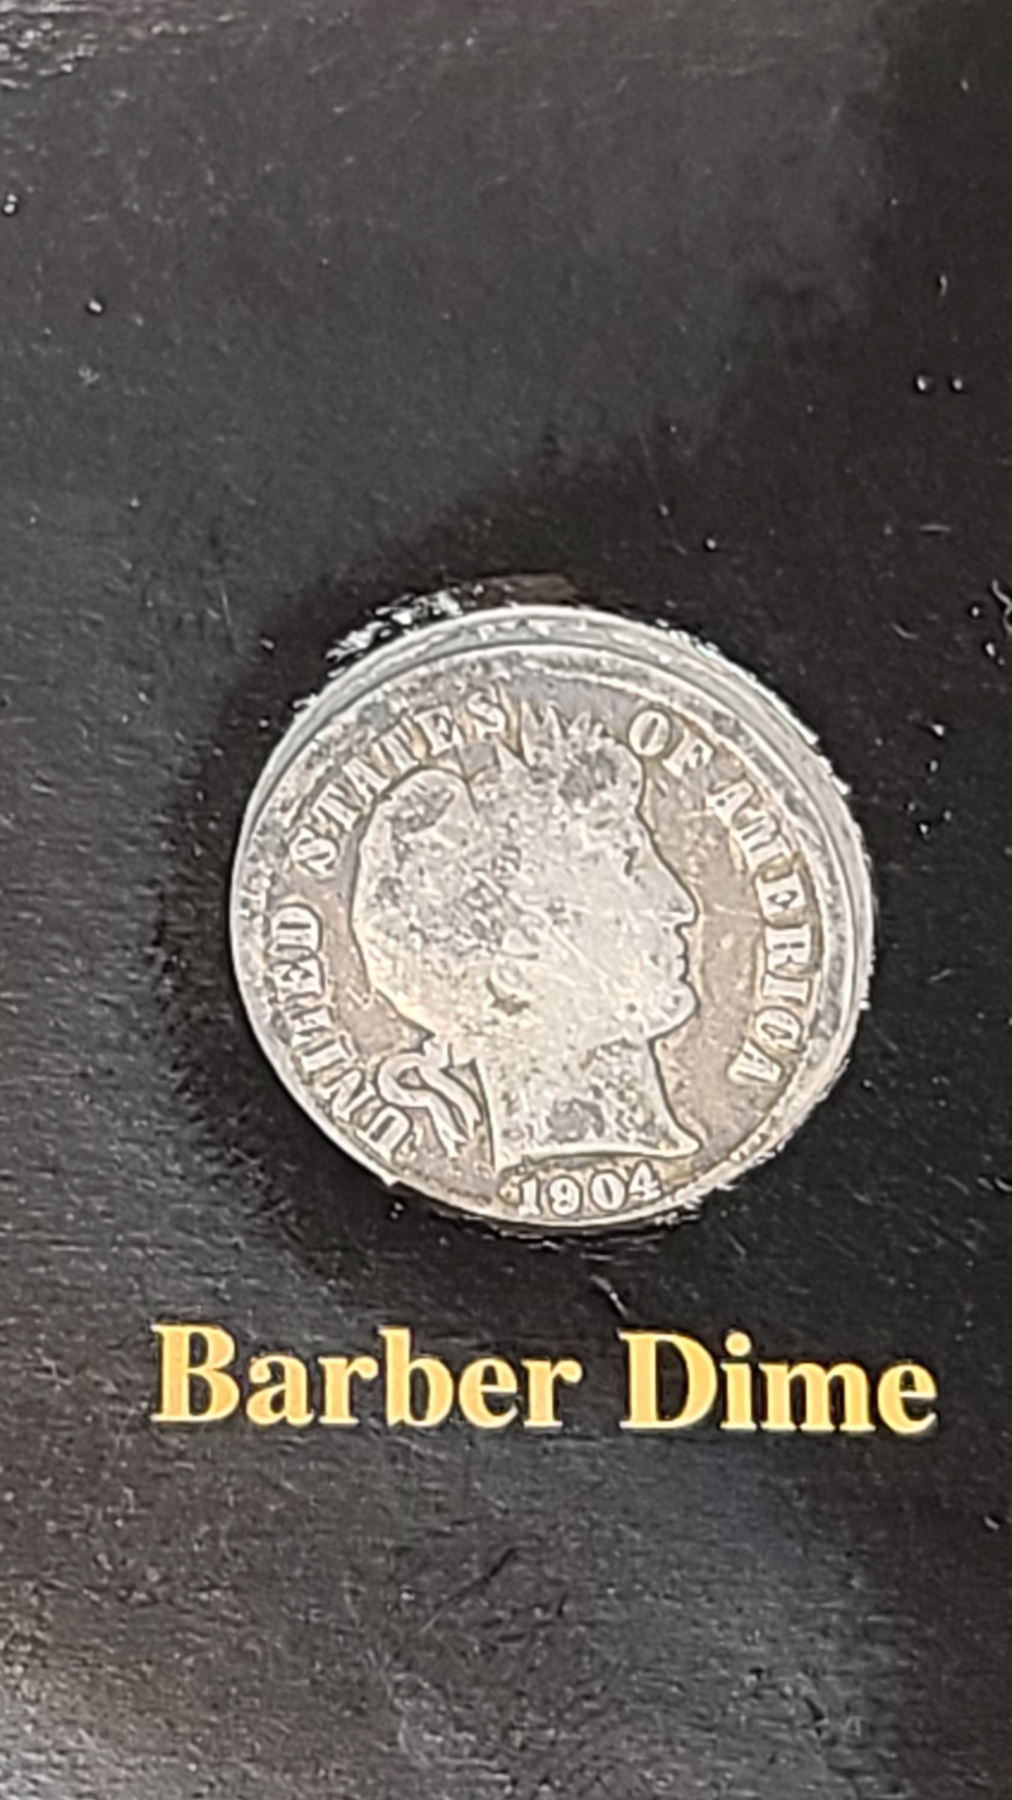 UNITED STATES OF AMERICA
1904
Barber Dime